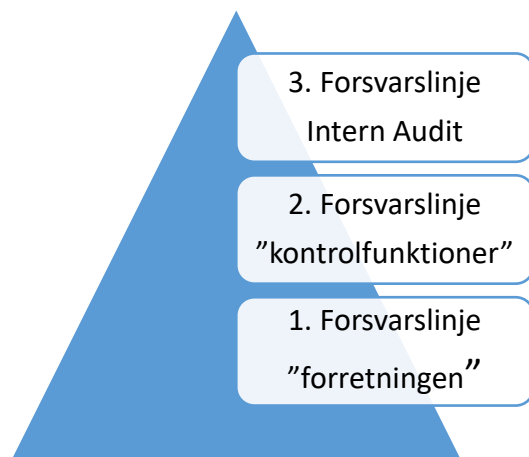 3. Forsvarslinje
Intern Audit
2. Forsvarslinje
”kontrolfunktioner”
1. Forsvarslinje
”forretningen”